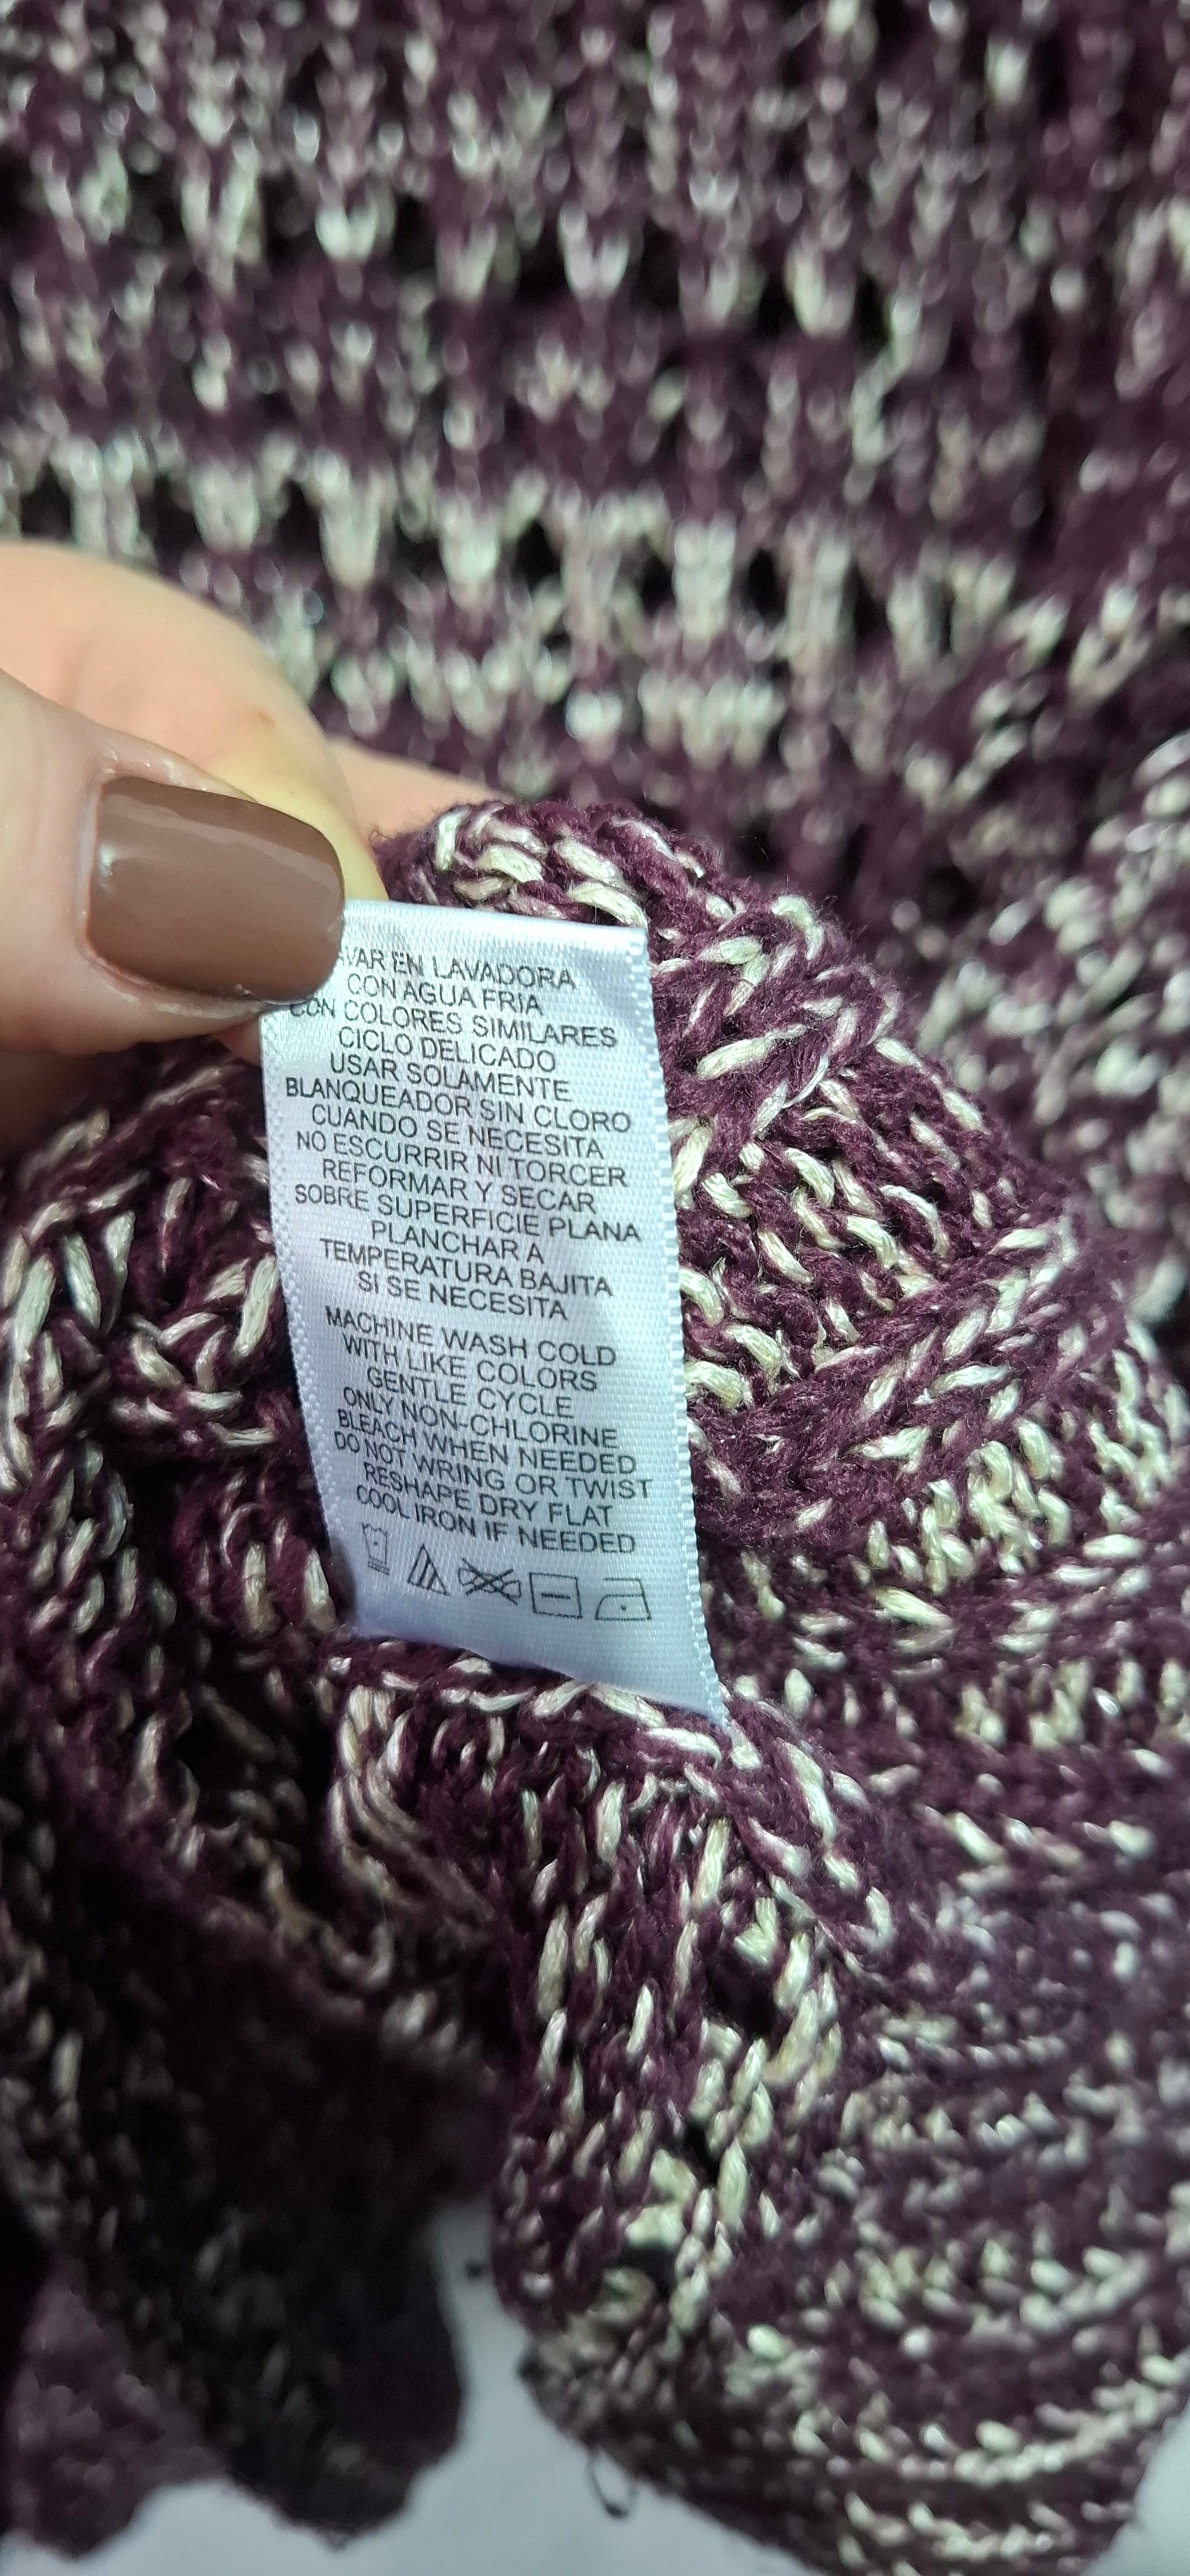 VAR EN LAVADORA
CON AGUA FRIA
CON COLORES SIMILARES
CICLO DELICADO
USAR SOLAMENTE
BLANQUEADOR SIN CLORO
CUANDO SE NECESITA
NO ESCURRIR NI TORCER
REFORMAR Y SECAR
SOBRE SUPERFICIE PLANA
PLANCHAR A
TEMPERATURA BAJITA
SI SE NECESITA
MACHINE WASH COLD
WITH LIKE COLORS
GENTLE CYCLE
ONLY NON-CHLORINE
BLEACH WHEN NEEDED
DO NOT WRING OR TWIST
RESHAPE DRY FLAT
COOL IRON IF NEEDED